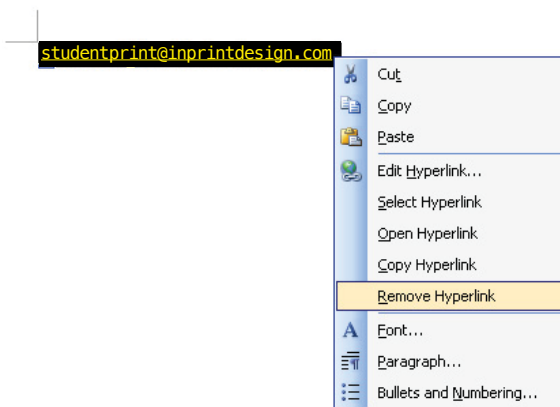 studentprint@inprintdesign.com
Cut
Copy
Paste
Edit Hyperlink...
Select Hyperlink
Open Hyperlink
Copy Hyperlink
Remove Hyperlink
Font...
Paragraph...
Bullets and Numbering...